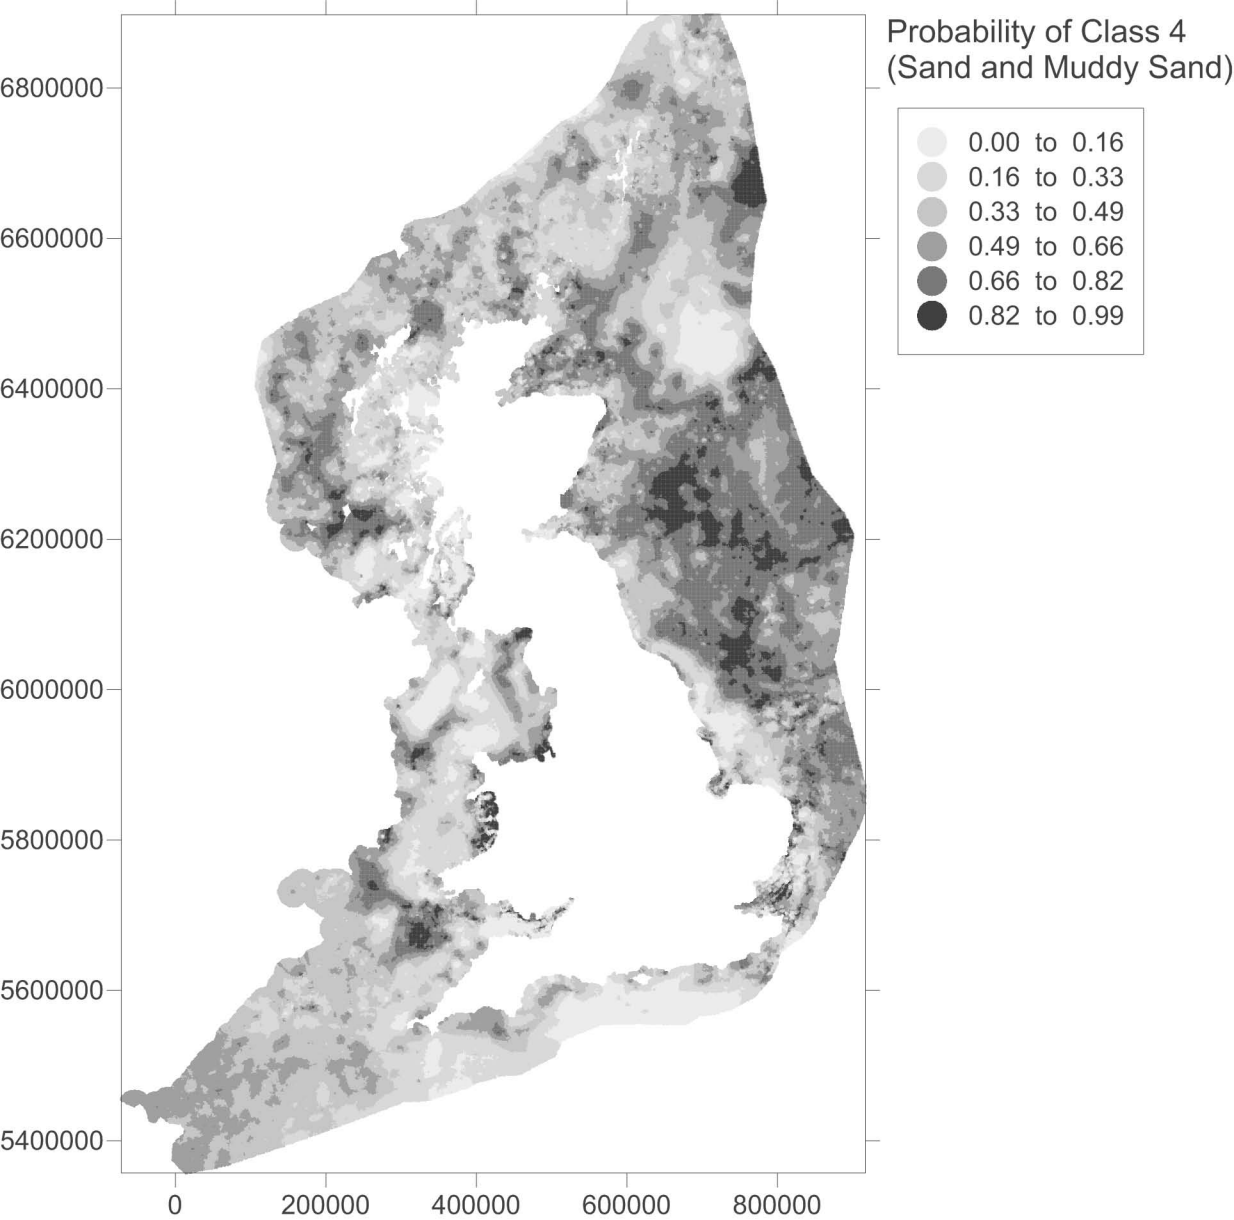 Probability of Class 4
(Sand and Muddy Sand)
0.00 to 0.16
0.16 to 0.33
0.33 to 0.49
0.49 to 0.66
0.66 to 0.82
0.82 to 0.99
6800000
6600000
6400000
6200000
6000000
5800000
5600000
5400000
0 200000 400000 600000 800000